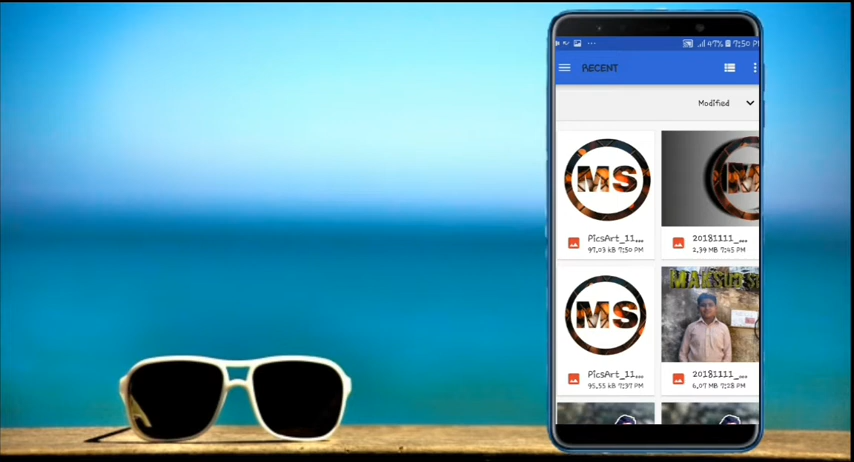 47% 7:50 PM
RECENT
Modified
MS
PicsArt_11...
97.03 kB 7:50 PM
20181111_...
2.39 MB 7:45 PM
MS
PicsArt_11...
95.55 kB 7:37 PM
20181111_...
6.07 MB 7:28 PM